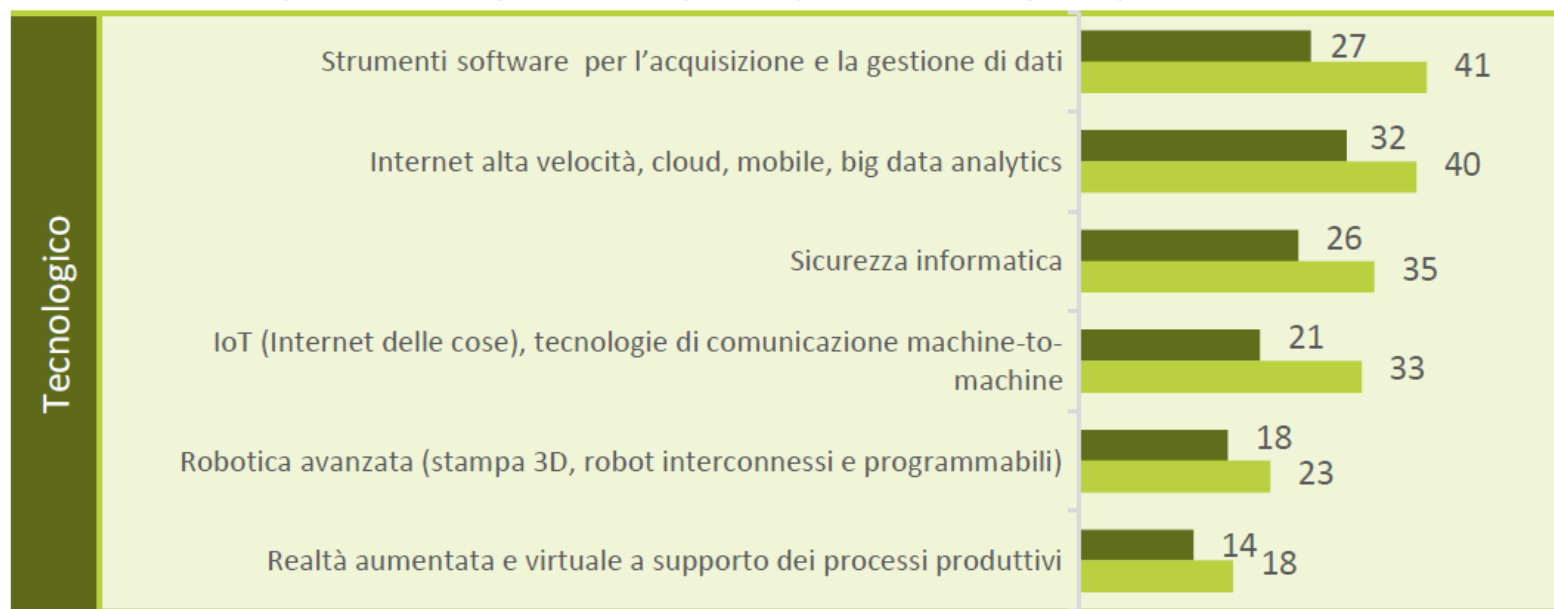 Tecnologico
Strumenti software per l'acquisizione e la gestione di dati
27
41
Internet alta velocità, cloud, mobile, big data analytics
32
40
Sicurezza informatica
26
35
IoT (Internet delle cose), tecnologie di comunicazione machine-to-
machine
21
33
Robotica avanzata (stampa 3D, robot interconnessi e programmabili)
18
23
Realtà aumentata e virtuale a supporto dei processi produttivi
14
18